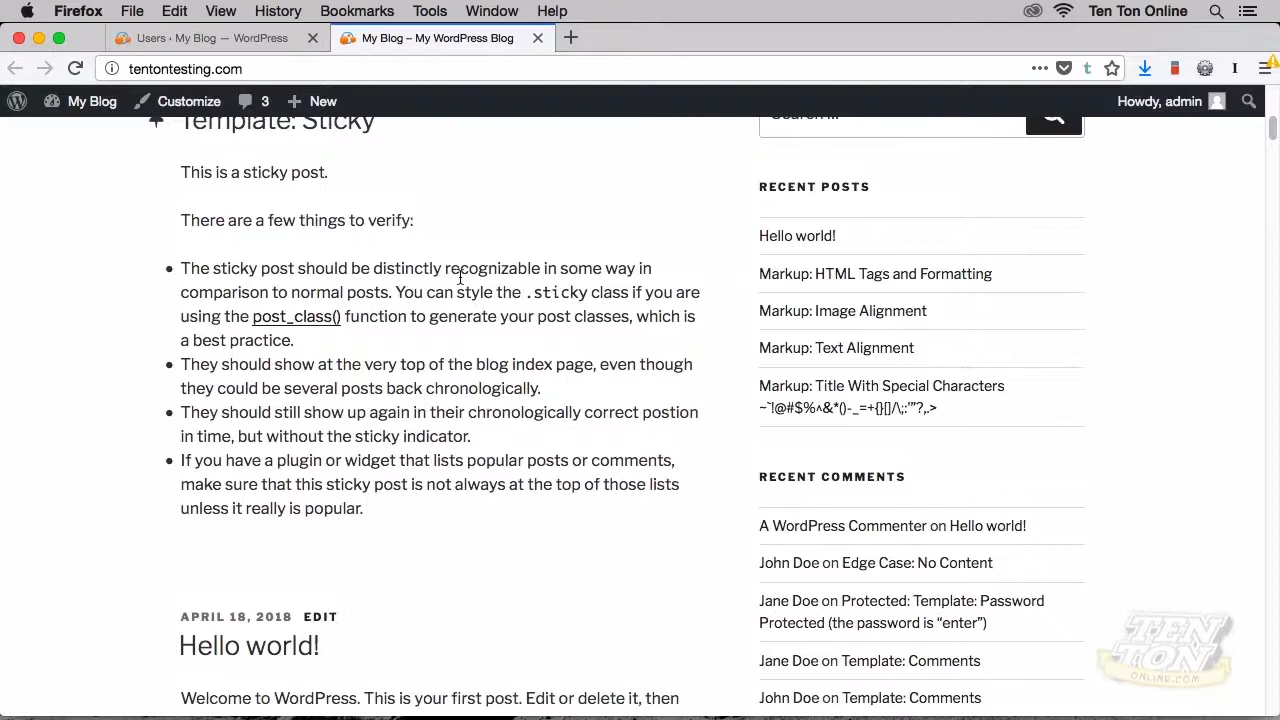 Firefox File Edit View History Bookmarks Tools Window Help Ten Ton Online
Users ‹ My Blog — WordPress
My Blog – My WordPress Blog
tentontesting.com
My Blog Customize 3 New Howdy, admin
Template: Sticky
This is a sticky post.
There are a few things to verify:
The sticky post should be distinctly recognizable in some way in
comparison to normal posts. You can style the .sticky class if you are
using the post_class() function to generate your post classes, which is
a best practice.
They should show at the very top of the blog index page, even though
they could be several posts back chronologically.
They should still show up again in their chronologically correct postion
in time, but without the sticky indicator.
If you have a plugin or widget that lists popular posts or comments,
make sure that this sticky post is not always at the top of those lists
unless it really is popular.
APRIL 18, 2018 EDIT
Hello world!
Welcome to WordPress. This is your first post. Edit or delete it, then
Search ...
RECENT POSTS
Hello world!
Markup: HTML Tags and Formatting
Markup: Image Alignment
Markup: Text Alignment
Markup: Title With Special Characters
~`!@#$%^&*()-_=+{}[]/\;:'"?,.>
RECENT COMMENTS
A WordPress Commenter on Hello world!
John Doe on Edge Case: No Content
Jane Doe on Protected: Template: Password
Protected (the password is “enter”)
Jane Doe on Template: Comments
John Doe on Template: Comments
TEN
TON
ONLINE.COM